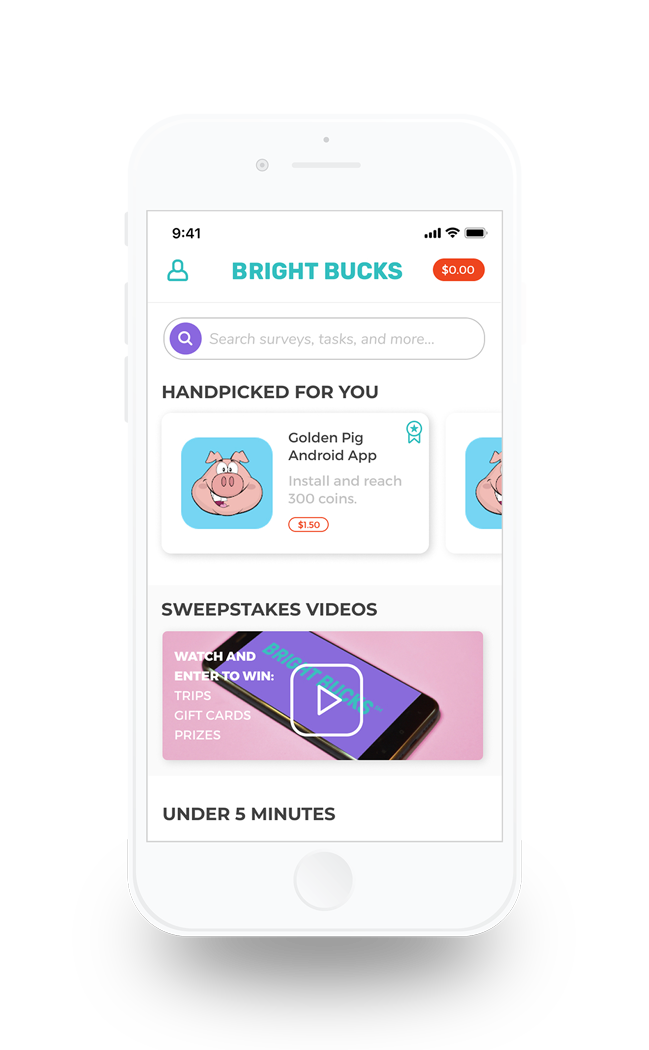 9:41
BRIGHT BUCKS
$0.00
Search surveys, tasks, and more...
HANDPICKED FOR YOU
Golden Pig
Android App
Install and reach
300 coins.
$1.50
SWEEPSTAKES VIDEOS
WATCH AND
ENTER TO WIN:
TRIPS
GIFT CARDS
PRIZES
BRIGHT BUCKS
UNDER 5 MINUTES